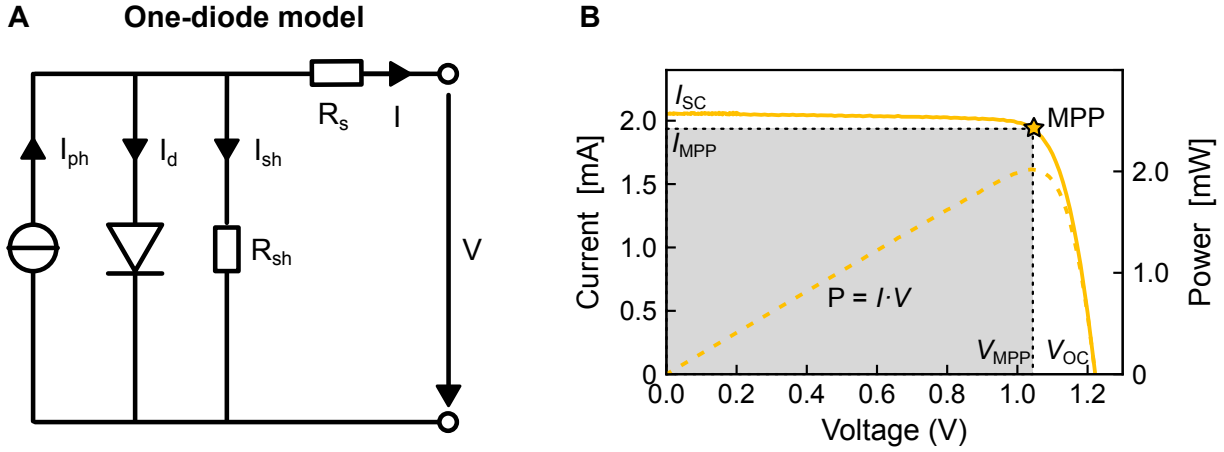 A
One-diode model
R_s
I
I_ph
I_d
I_sh
R_sh
V
B
I_SC
MPP
I_MPP
P = I·V
V_MPP
V_OC
2.0
1.5
1.0
0.5
0
Current [mA]
2.0
1.0
0
Power [mW]
0.0 0.2 0.4 0.6 0.8 1.0 1.2
Voltage (V)